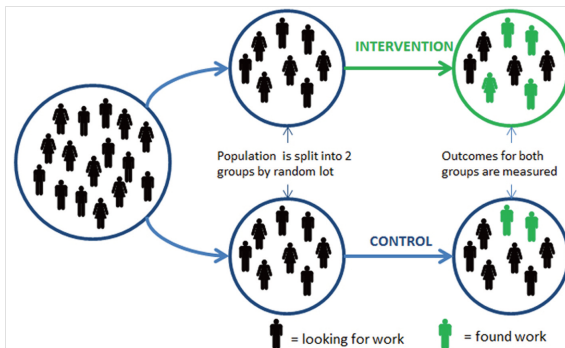 INTERVENTION
Population is split into 2
groups by random lot
Outcomes for both
groups are measured
CONTROL
= looking for work
= found work